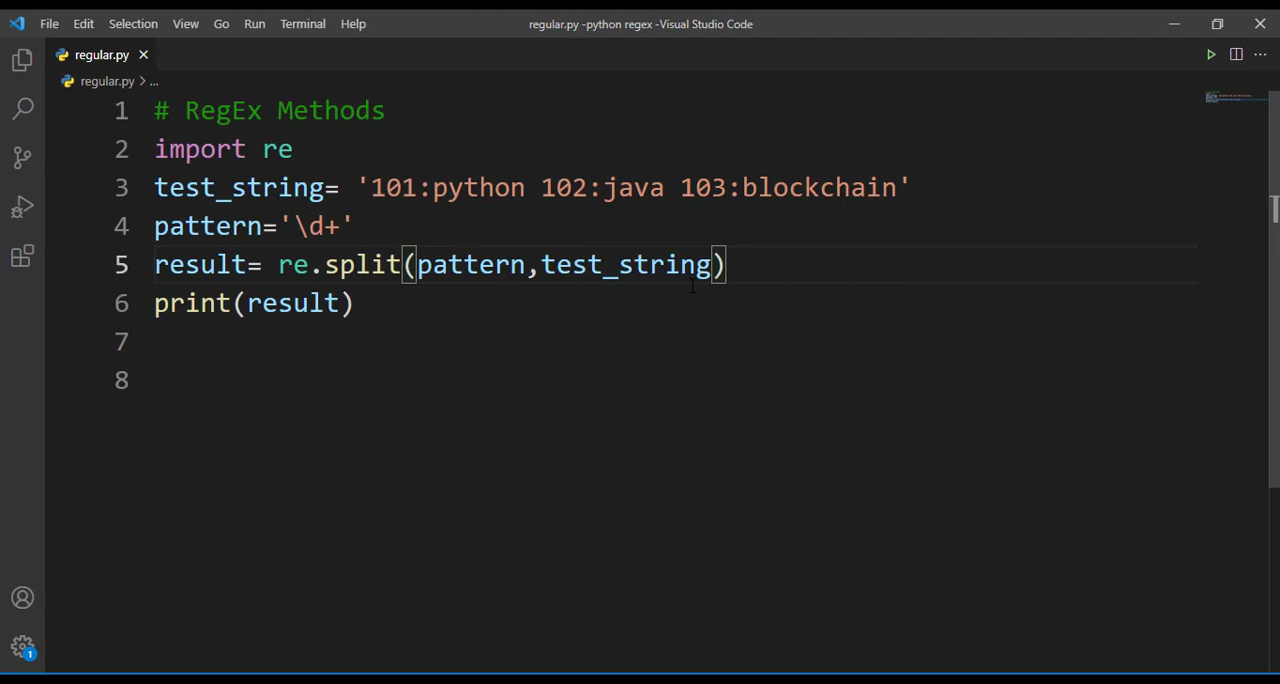 File Edit Selection View Go Run Terminal Help regular.py -python regex -Visual Studio Code
regular.py
regular.py > ...
1 # RegEx Methods
2 import re
3 test_string= '101:python 102:java 103:blockchain'
4 pattern='\d+'
5 result= re.split(pattern,test_string)
6 print(result)
7
8
1